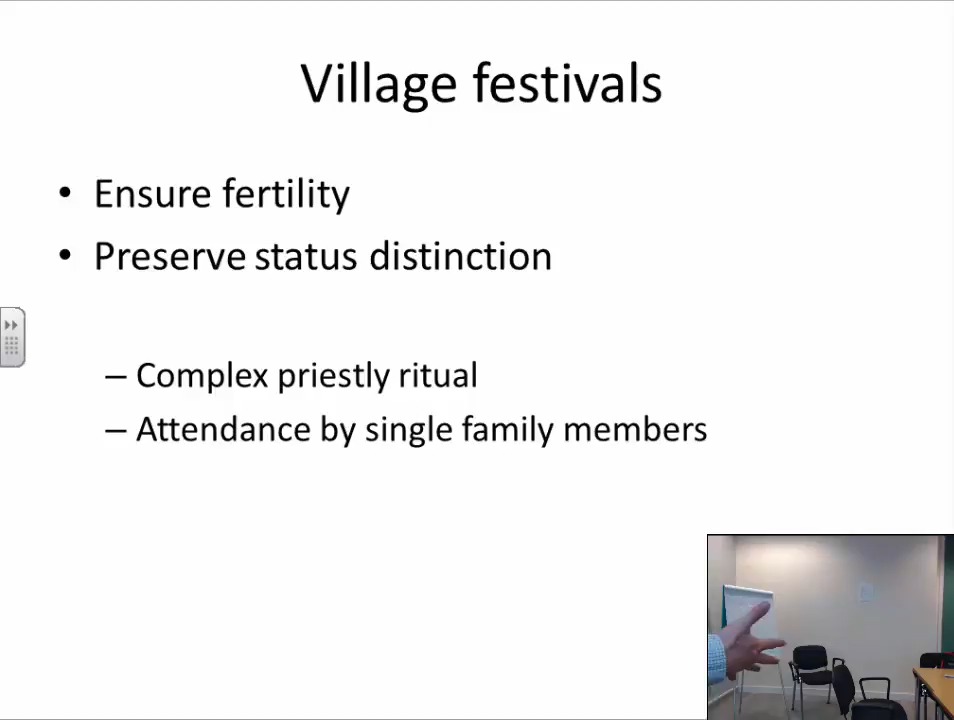 Village festivals
• Ensure fertility
• Preserve status distinction
– Complex priestly ritual
– Attendance by single family members